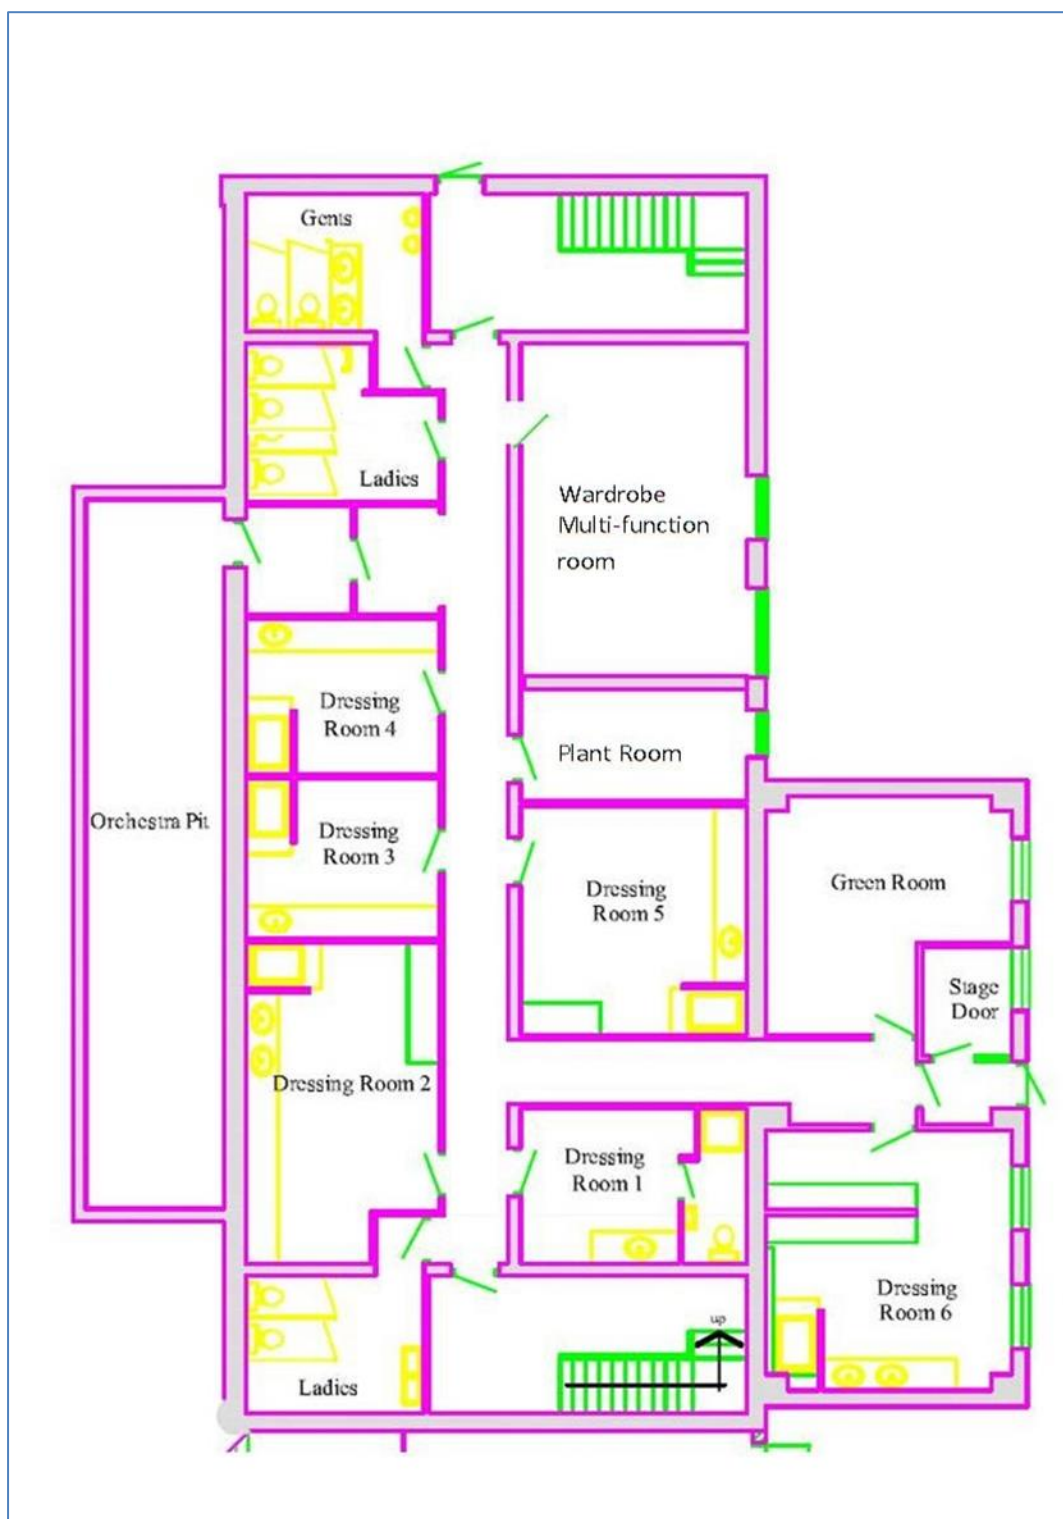 Gents
Ladies
Wardrobe
Multi-function
room
Dressing
Room 4
Plant Room
Orchestra Pit
Dressing
Room 3
Dressing
Room 5
Green Room
Stage
Door
Dressing Room 2
Dressing
Room 1
Dressing
Room 6
up
Ladies